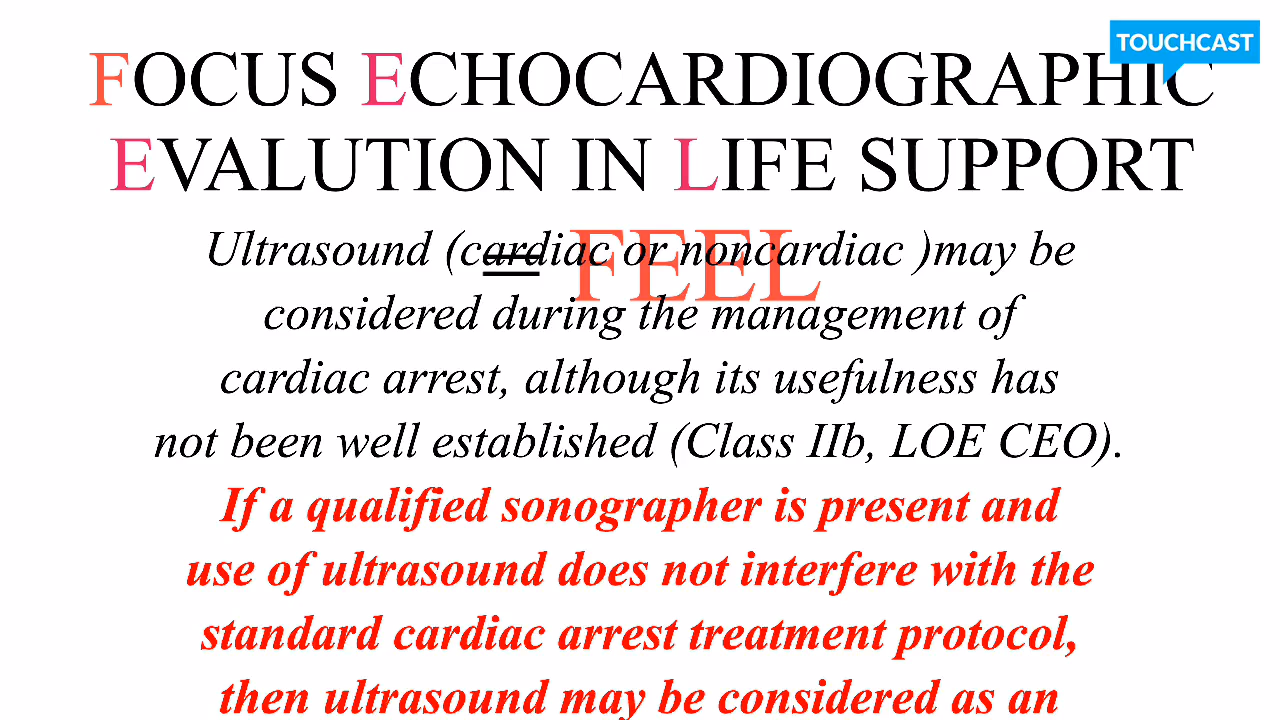 TOUCHCAST
FOCUS ECHOCARDIOGRAPHIC
EVALUTION IN LIFE SUPPORT
FEEL
Ultrasound (cardiac or noncardiac )may be
considered during the management of
cardiac arrest, although its usefulness has
not been well established (Class IIb, LOE CEO).
If a qualified sonographer is present and
use of ultrasound does not interfere with the
standard cardiac arrest treatment protocol,
then ultrasound may be considered as an